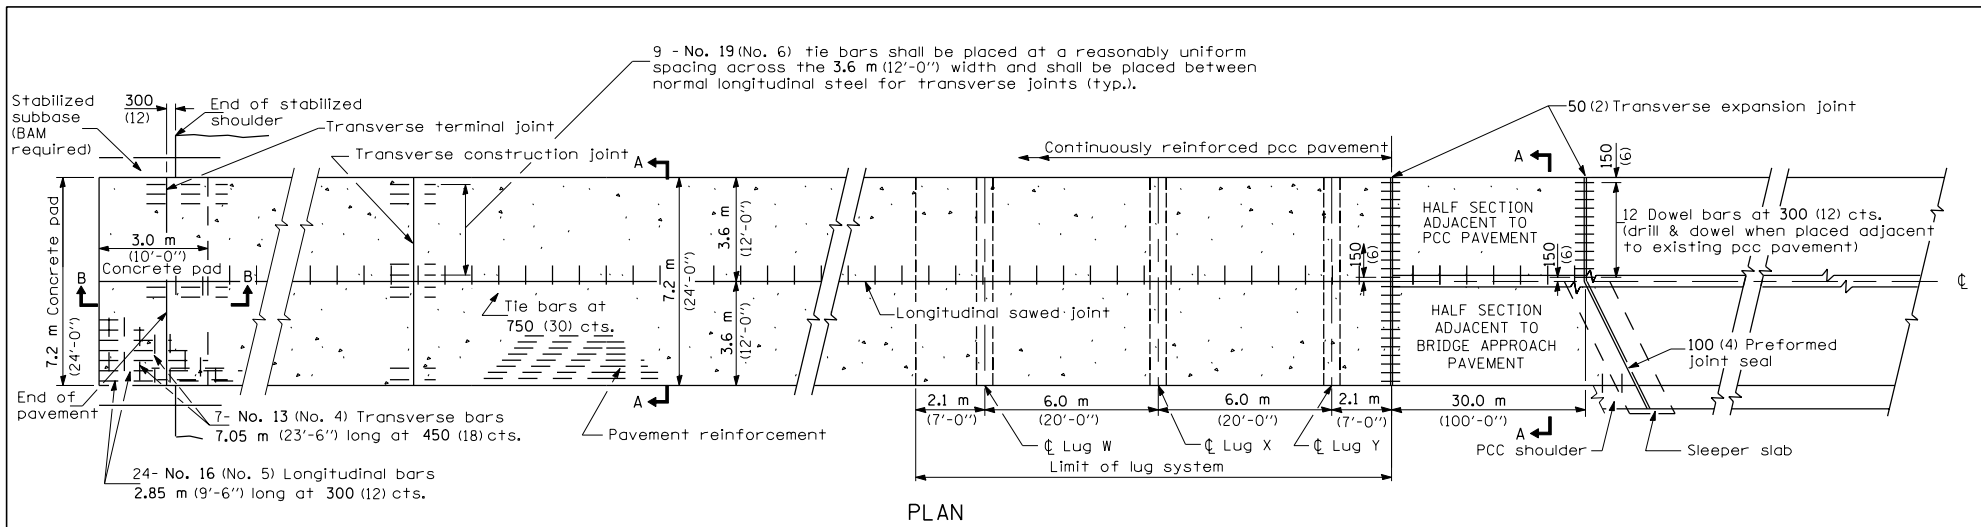 9 - No. 19 (No. 6) tie bars shall be placed at a reasonably uniform
spacing across the 3.6 m (12'-0") width and shall be placed between
normal longitudinal steel for transverse joints (typ.).
Stabilized
subbase
(BAM
required)
300
(12)
End of stabilized
shoulder
Transverse terminal joint
Transverse construction joint
A
Continuously reinforced pcc pavement
50 (2) Transverse expansion joint
A
150
(6)
7.2 m Concrete pad
(24'-0")
3.0 m
(10'-0")
Concrete pad
B
B
3.6 m
(12'-0")
7.2 m
(24'-0")
3.6 m
(12'-0")
150
(6)
HALF SECTION
ADJACENT TO
PCC PAVEMENT
150
(6)
12 Dowel bars at 300 (12) cts.
(drill & dowel when placed adjacent
to existing pcc pavement)
℄
Tie bars at
750 (30) cts.
Longitudinal sawed joint
HALF SECTION
ADJACENT TO
BRIDGE APPROACH
PAVEMENT
100 (4) Preformed
joint seal
End of
pavement
7- No. 13 (No. 4) Transverse bars
7.05 m (23'-6") long at 450 (18) cts.
24- No. 16 (No. 5) Longitudinal bars
2.85 m (9'-6") long at 300 (12) cts.
A
Pavement reinforcement
2.1 m
(7'-0")
6.0 m
(20'-0")
6.0 m
(20'-0")
2.1 m
(7'-0")
30.0 m
(100'-0")
℄ Lug W
℄ Lug X
℄ Lug Y
A
PCC shoulder
Sleeper slab
Limit of lug system
PLAN